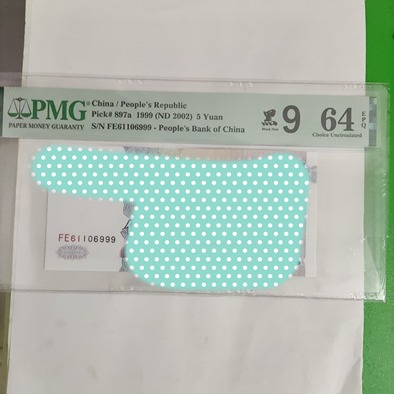 PMG
PAPER MONEY GUARANTY
China / People's Republic
Pick# 897a 1999 (ND 2002) 5 Yuan
S/N FE61106999 - People's Bank of China
9
64
EPQ
Choice Uncirculated
FE61106999